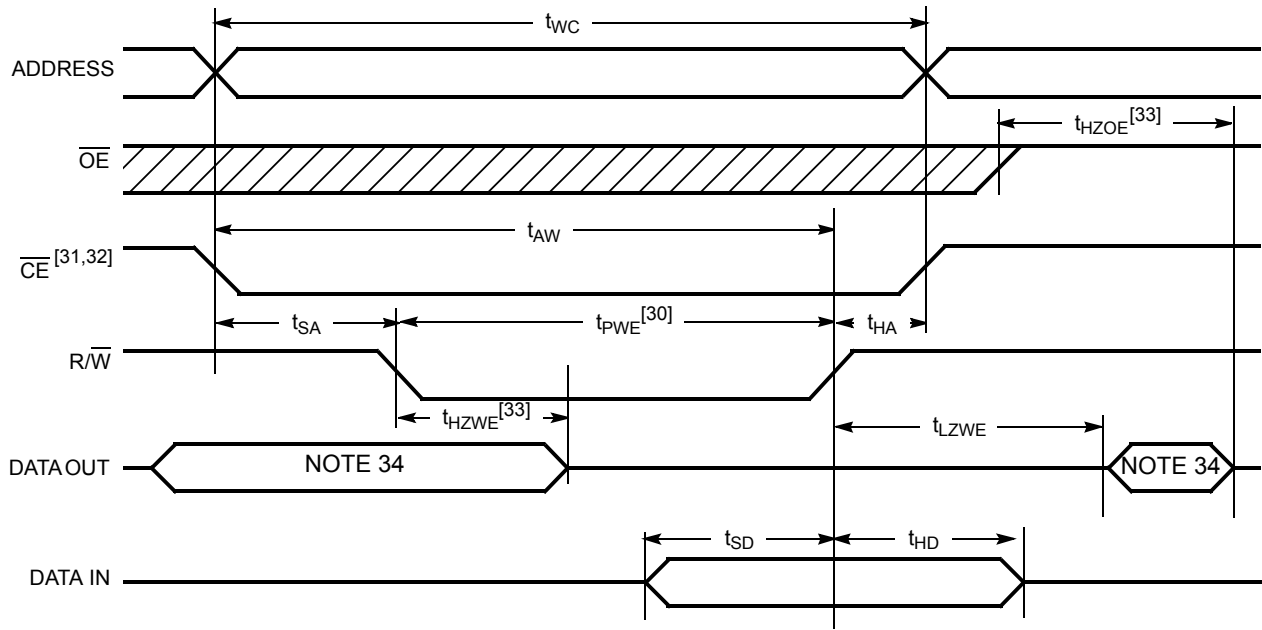 tWC
ADDRESS
tHZOE[33]
OE
tAW
CE [31,32]
tSA
tPWE[30]
tHA
R/W
tHZWE[33]
tLZWE
DATA OUT
NOTE 34
NOTE 34
tSD
tHD
DATA IN